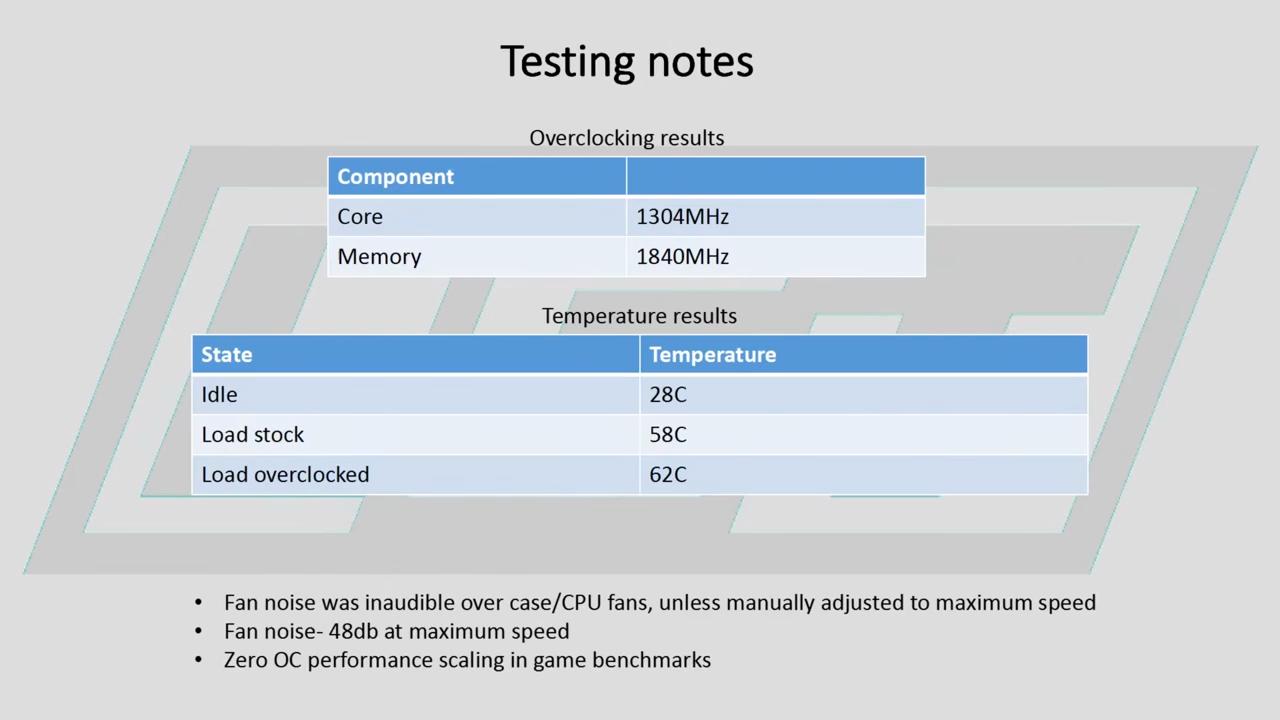 Testing notes
Overclocking results
Component
Core 1304MHz
Memory 1840MHz
Temperature results
State Temperature
Idle 28C
Load stock 58C
Load overclocked 62C
• Fan noise was inaudible over case/CPU fans, unless manually adjusted to maximum speed
• Fan noise- 48db at maximum speed
• Zero OC performance scaling in game benchmarks